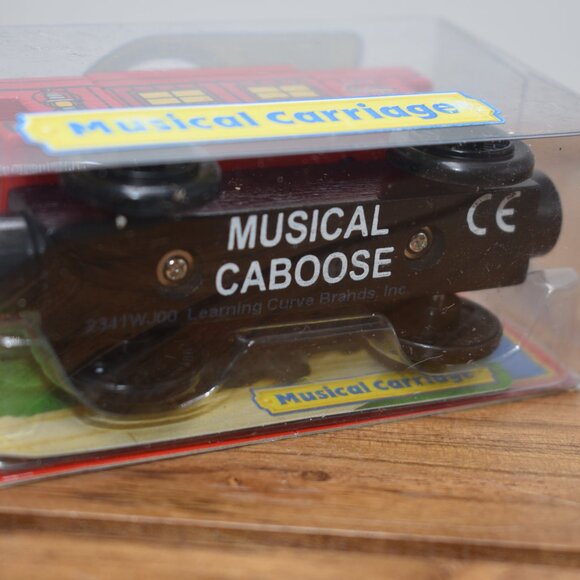 Musical Carriage
MUSICAL
CABOOSE
CE
2341WJ00 Learning Curve Brands, Inc.
Musical Carriage